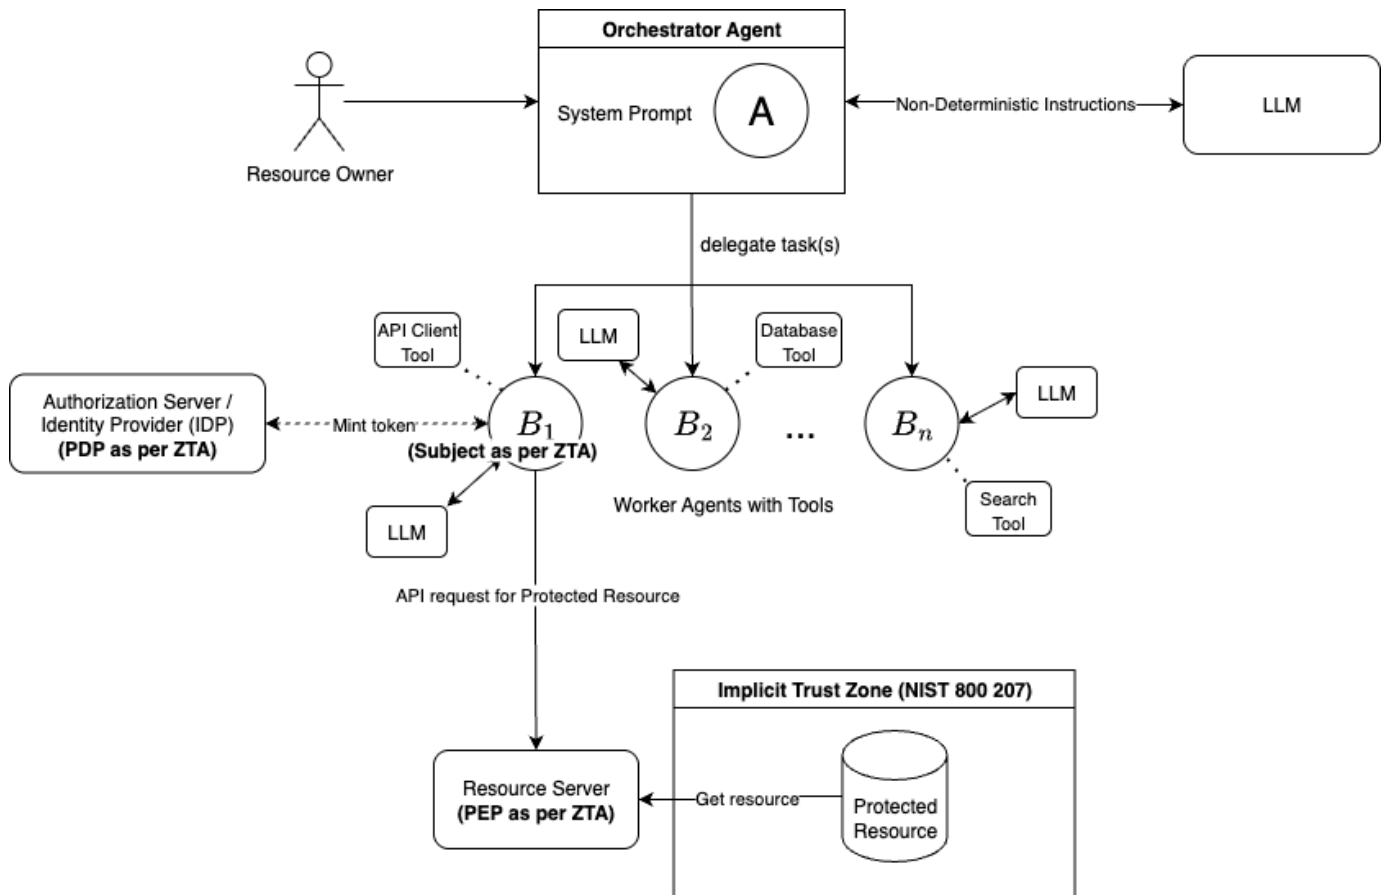 Orchestrator Agent
System Prompt
A
Non-Deterministic Instructions
LLM
Resource Owner
delegate task(s)
API Client
Tool
LLM
Database
Tool
LLM
Authorization Server /
Identity Provider (IDP)
(PDP as per ZTA)
Mint token
B1
(Subject as per ZTA)
B2
...
Bn
LLM
Worker Agents with Tools
Search
Tool
API request for Protected Resource
Implicit Trust Zone (NIST 800 207)
Resource Server
(PEP as per ZTA)
Get resource
Protected
Resource